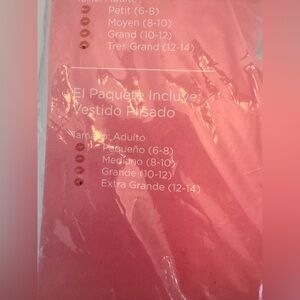 Petit (6-8)
Moyen (8-10)
Grand (10-12)
Tres Grand (12-14)
El Paquete Incluye:
Vestido Plisado
Tamaño: Adulto
Pequeño (6-8)
Mediano (8-10)
Grande (10-12)
Extra Grande (12-14)